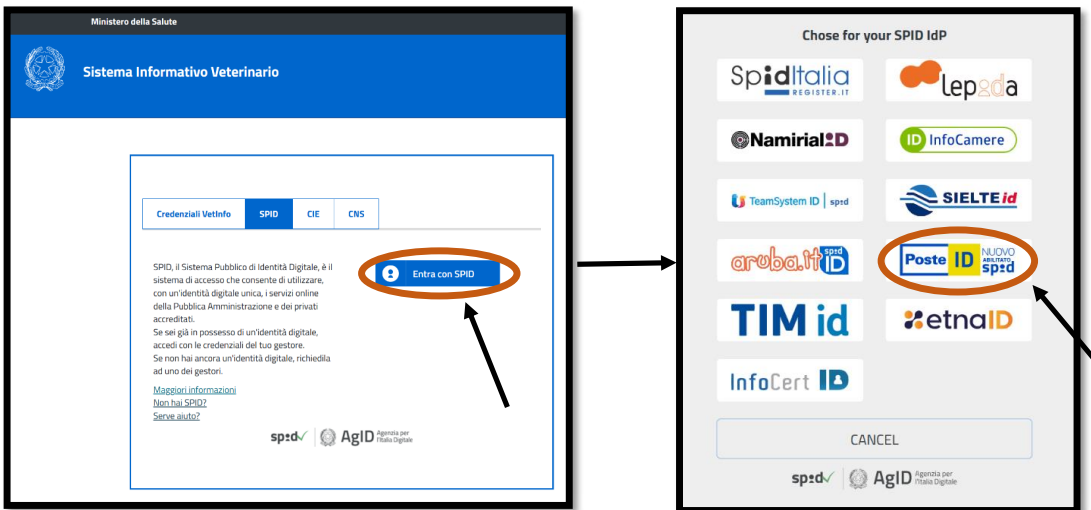 Ministero della Salute
Sistema Informativo Veterinario
Credenziali VetInfo
SPID
CIE
CNS
SPID, il Sistema Pubblico di Identità Digitale, è il
sistema di accesso che consente di utilizzare,
con un'identità digitale unica, i servizi online
della Pubblica Amministrazione e dei privati
accreditati.
Se sei già in possesso di un'identità digitale,
accedi con le credenziali del tuo gestore.
Se non hai ancora un'identità digitale, richiedila
ad uno dei gestori.
Maggiori informazioni
Non hai SPID?
Serve aiuto?
Entra con SPID
spid
AgID Agenzia per
l'Italia Digitale
Chose for your SPID IdP
SpidItalia
REGISTER.IT
Lepida
Namirial ID
ID InfoCamere
TeamSystem ID | spid
SIELTE id
aruba.it spid ID
Poste ID NUOVO
ABILITATO
spid
TIM id
etnaID
InfoCert ID
CANCEL
spid
AgID Agenzia per
l'Italia Digitale